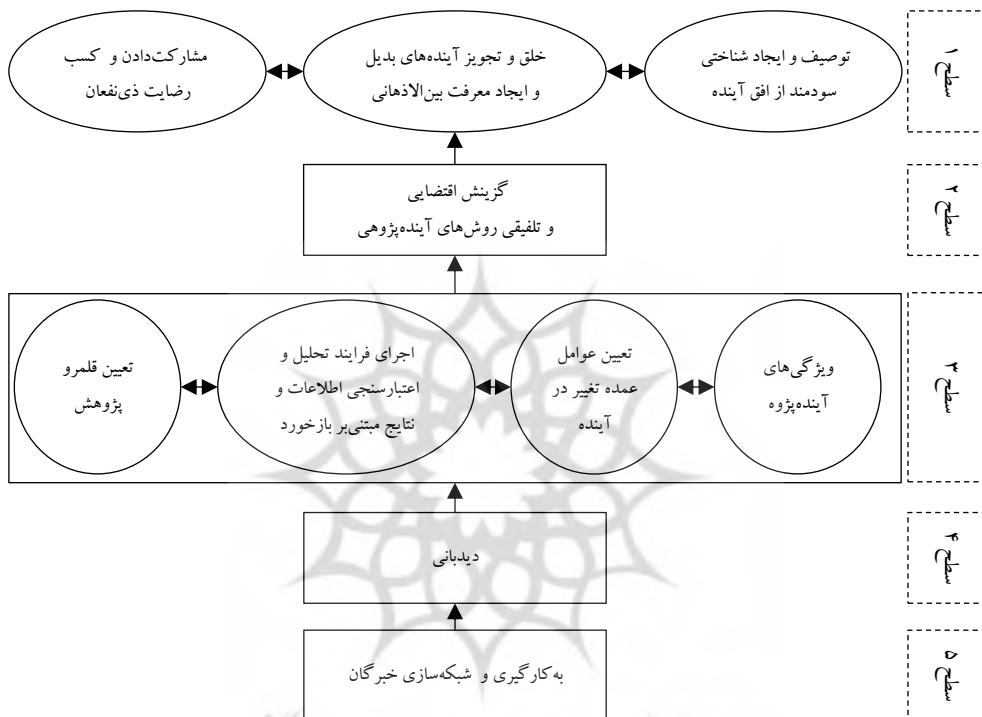 سطح ۱
توصیف و ایجاد شناختی
سودمند از افق آینده
خلق و تجویز آینده‌های بدیل
و ایجاد معرفت بین‌الاذهانی
مشارکت‌دادن و کسب
رضایت ذی‌نفعان
سطح ۲
گزینش اقتضایی
و تلفیقی روش‌های آینده‌پژوهی
سطح ۳
ویژگی‌های
آینده‌پژوه
تعیین عوامل
عمده تغییر در
آینده
اجرای فرایند تحلیل و
اعتبارسنجی اطلاعات و
نتایج مبتنی‌بر بازخورد
تعیین قلمرو
پژوهش
سطح ۴
دیدبانی
سطح ۵
به‌کارگیری و شبکه‌سازی خبرگان